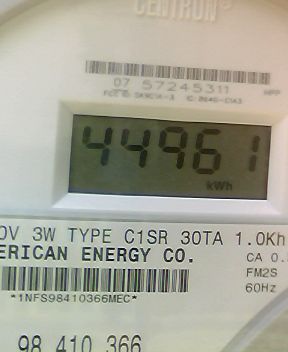 CENTRON®
07 57245311
44961
kWh
0V 3W TYPE C1SR 30TA 1.0Kh
ERICAN ENERGY CO.
CA 0.
FM2S
60Hz
*1NFS98410366MEC*
98 410 366